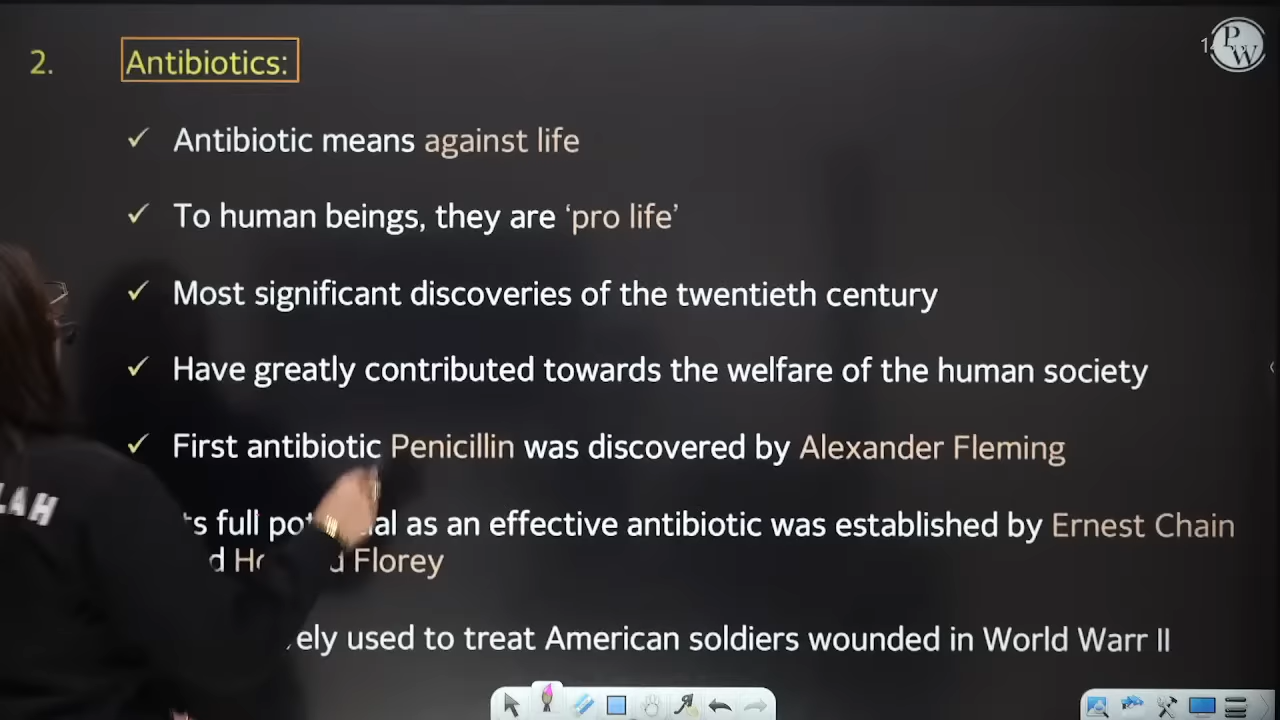 2. Antibiotics:
PW
✓ Antibiotic means against life
✓ To human beings, they are ‘pro life’
✓ Most significant discoveries of the twentieth century
✓ Have greatly contributed towards the welfare of the human society
✓ First antibiotic Penicillin was discovered by Alexander Fleming
full as an effective antibiotic was established by Ernest Chain
Florey
used to treat American soldiers wounded in World Warr II
LAH